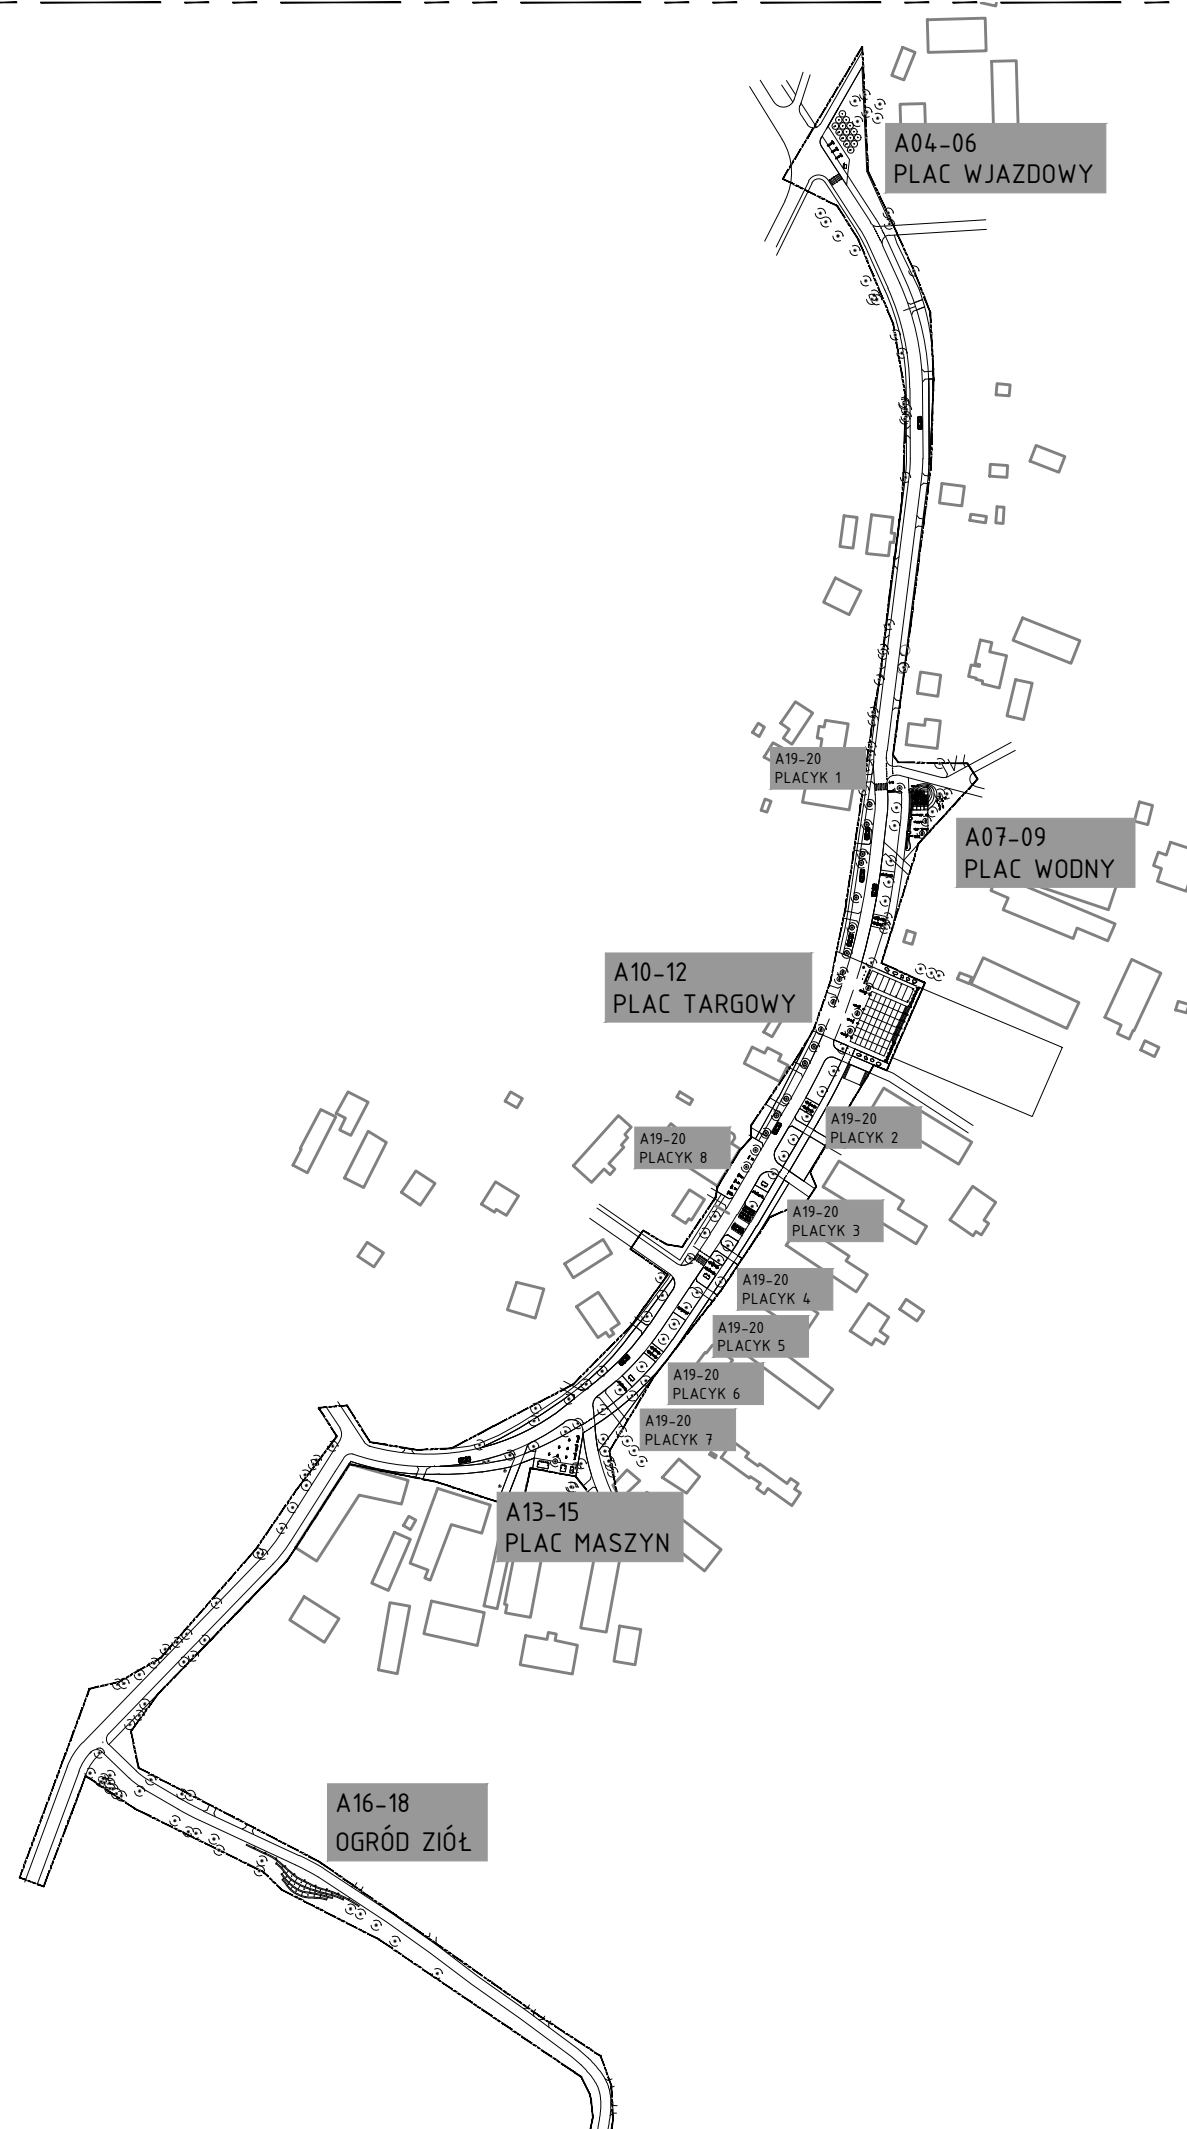 A04-06
PLAC WJAZDOWY
A19-20
PLACYK 1
A07-09
PLAC WODNY
A10-12
PLAC TARGOWY
A19-20
PLACYK 2
A19-20
PLACYK 8
A19-20
PLACYK 3
A19-20
PLACYK 4
A19-20
PLACYK 5
A19-20
PLACYK 6
A19-20
PLACYK 7
A13-15
PLAC MASZYN
A16-18
OGRÓD ZIÓŁ